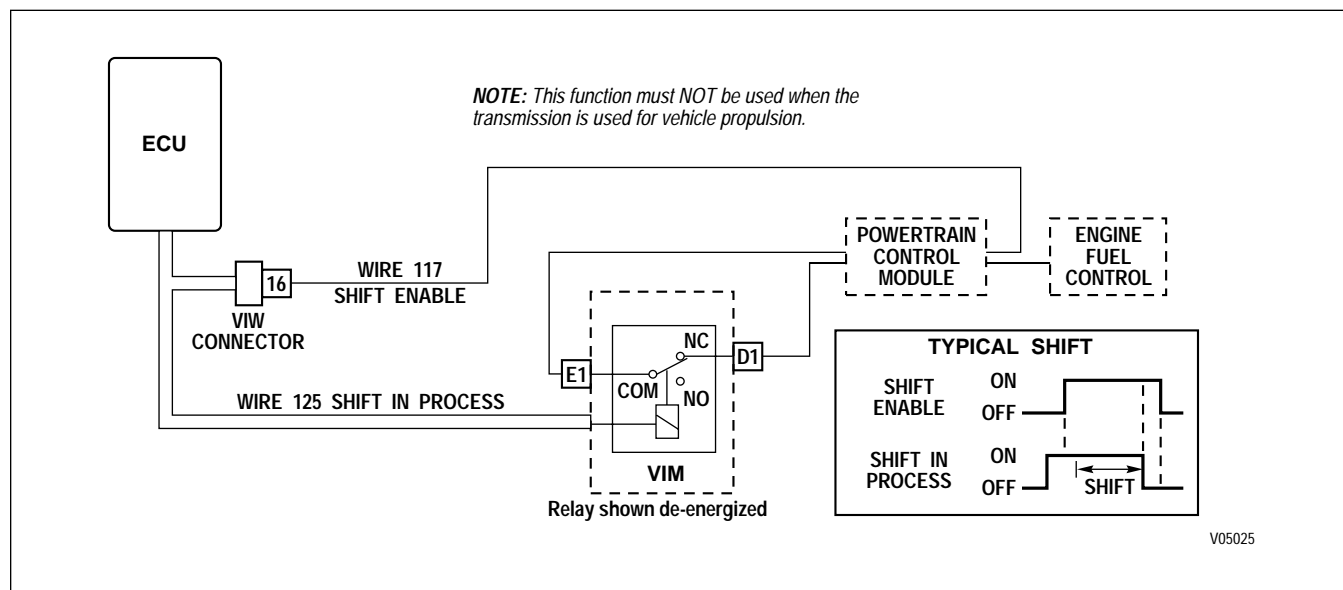 ECU
NOTE: This function must NOT be used when the
transmission is used for vehicle propulsion.
POWERTRAIN
CONTROL
MODULE
ENGINE
FUEL
CONTROL
16
WIRE 117
SHIFT ENABLE
VIW
CONNECTOR
NC
D1
E1
COM
NO
WIRE 125 SHIFT IN PROCESS
VIM
Relay shown de-energized
TYPICAL SHIFT
SHIFT
ENABLE
ON
OFF
SHIFT IN
PROCESS
ON
OFF
SHIFT
V05025